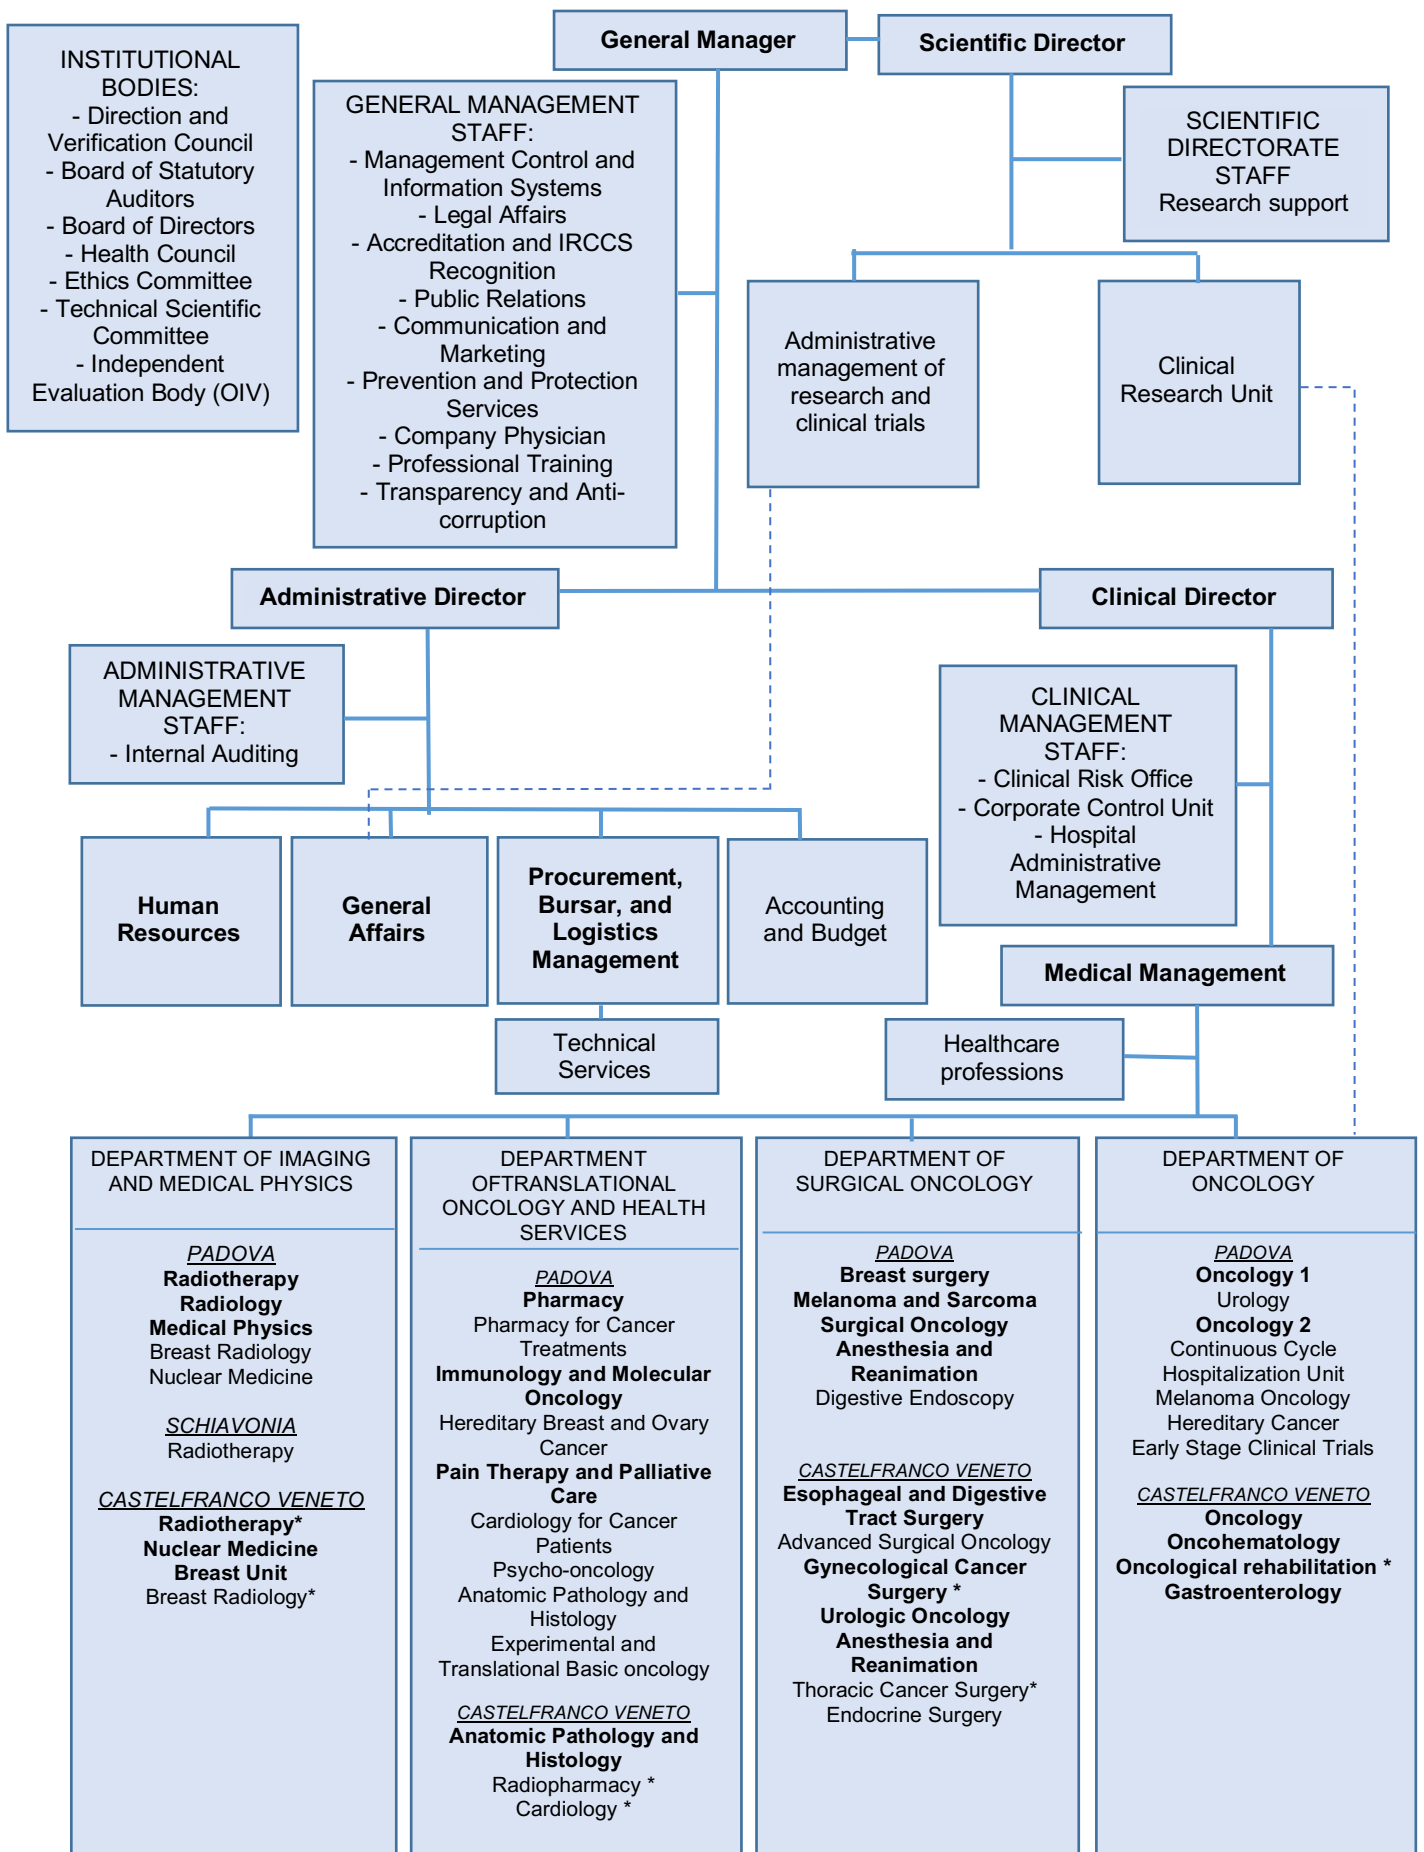 General Manager
Scientific Director
INSTITUTIONAL
BODIES:
- Direction and
Verification Council
- Board of Statutory
Auditors
- Board of Directors
- Health Council
- Ethics Committee
- Technical Scientific
Committee
- Independent
Evaluation Body (OIV)
GENERAL MANAGEMENT
STAFF:
- Management Control and
Information Systems
- Legal Affairs
- Accreditation and IRCCS
Recognition
- Public Relations
- Communication and
Marketing
- Prevention and Protection
Services
- Company Physician
- Professional Training
- Transparency and Anti-
corruption
SCIENTIFIC
DIRECTORATE
STAFF
Research support
Administrative
management of
research and
clinical trials
Clinical
Research Unit
Administrative Director
Clinical Director
ADMINISTRATIVE
MANAGEMENT
STAFF:
- Internal Auditing
CLINICAL
MANAGEMENT
STAFF:
- Clinical Risk Office
- Corporate Control Unit
- Hospital
Administrative
Management
Human
Resources
General
Affairs
Procurement,
Bursar, and
Logistics
Management
Accounting
and Budget
Medical Management
Technical
Services
Healthcare
professions
DEPARTMENT OF IMAGING
AND MEDICAL PHYSICS
PADOVA
Radiotherapy
Radiology
Medical Physics
Breast Radiology
Nuclear Medicine
SCHIAVONIA
Radiotherapy
CASTELFRANCO VENETO
Radiotherapy*
Nuclear Medicine
Breast Unit
Breast Radiology*
DEPARTMENT
OFTRANSLATIONAL
ONCOLOGY AND HEALTH
SERVICES
PADOVA
Pharmacy
Pharmacy for Cancer
Treatments
Immunology and Molecular
Oncology
Hereditary Breast and Ovary
Cancer
Pain Therapy and Palliative
Care
Cardiology for Cancer
Patients
Psycho-oncology
Anatomic Pathology and
Histology
Experimental and
Translational Basic oncology
CASTELFRANCO VENETO
Anatomic Pathology and
Histology
Radiopharmacy *
Cardiology *
DEPARTMENT OF
SURGICAL ONCOLOGY
PADOVA
Breast surgery
Melanoma and Sarcoma
Surgical Oncology
Anesthesia and
Reanimation
Digestive Endoscopy
CASTELFRANCO VENETO
Esophageal and Digestive
Tract Surgery
Advanced Surgical Oncology
Gynecological Cancer
Surgery *
Urologic Oncology
Anesthesia and
Reanimation
Thoracic Cancer Surgery*
Endocrine Surgery
DEPARTMENT OF
ONCOLOGY
PADOVA
Oncology 1
Urology
Oncology 2
Continuous Cycle
Hospitalization Unit
Melanoma Oncology
Hereditary Cancer
Early Stage Clinical Trials
CASTELFRANCO VENETO
Oncology
Oncohematology
Oncological rehabilitation *
Gastroenterology